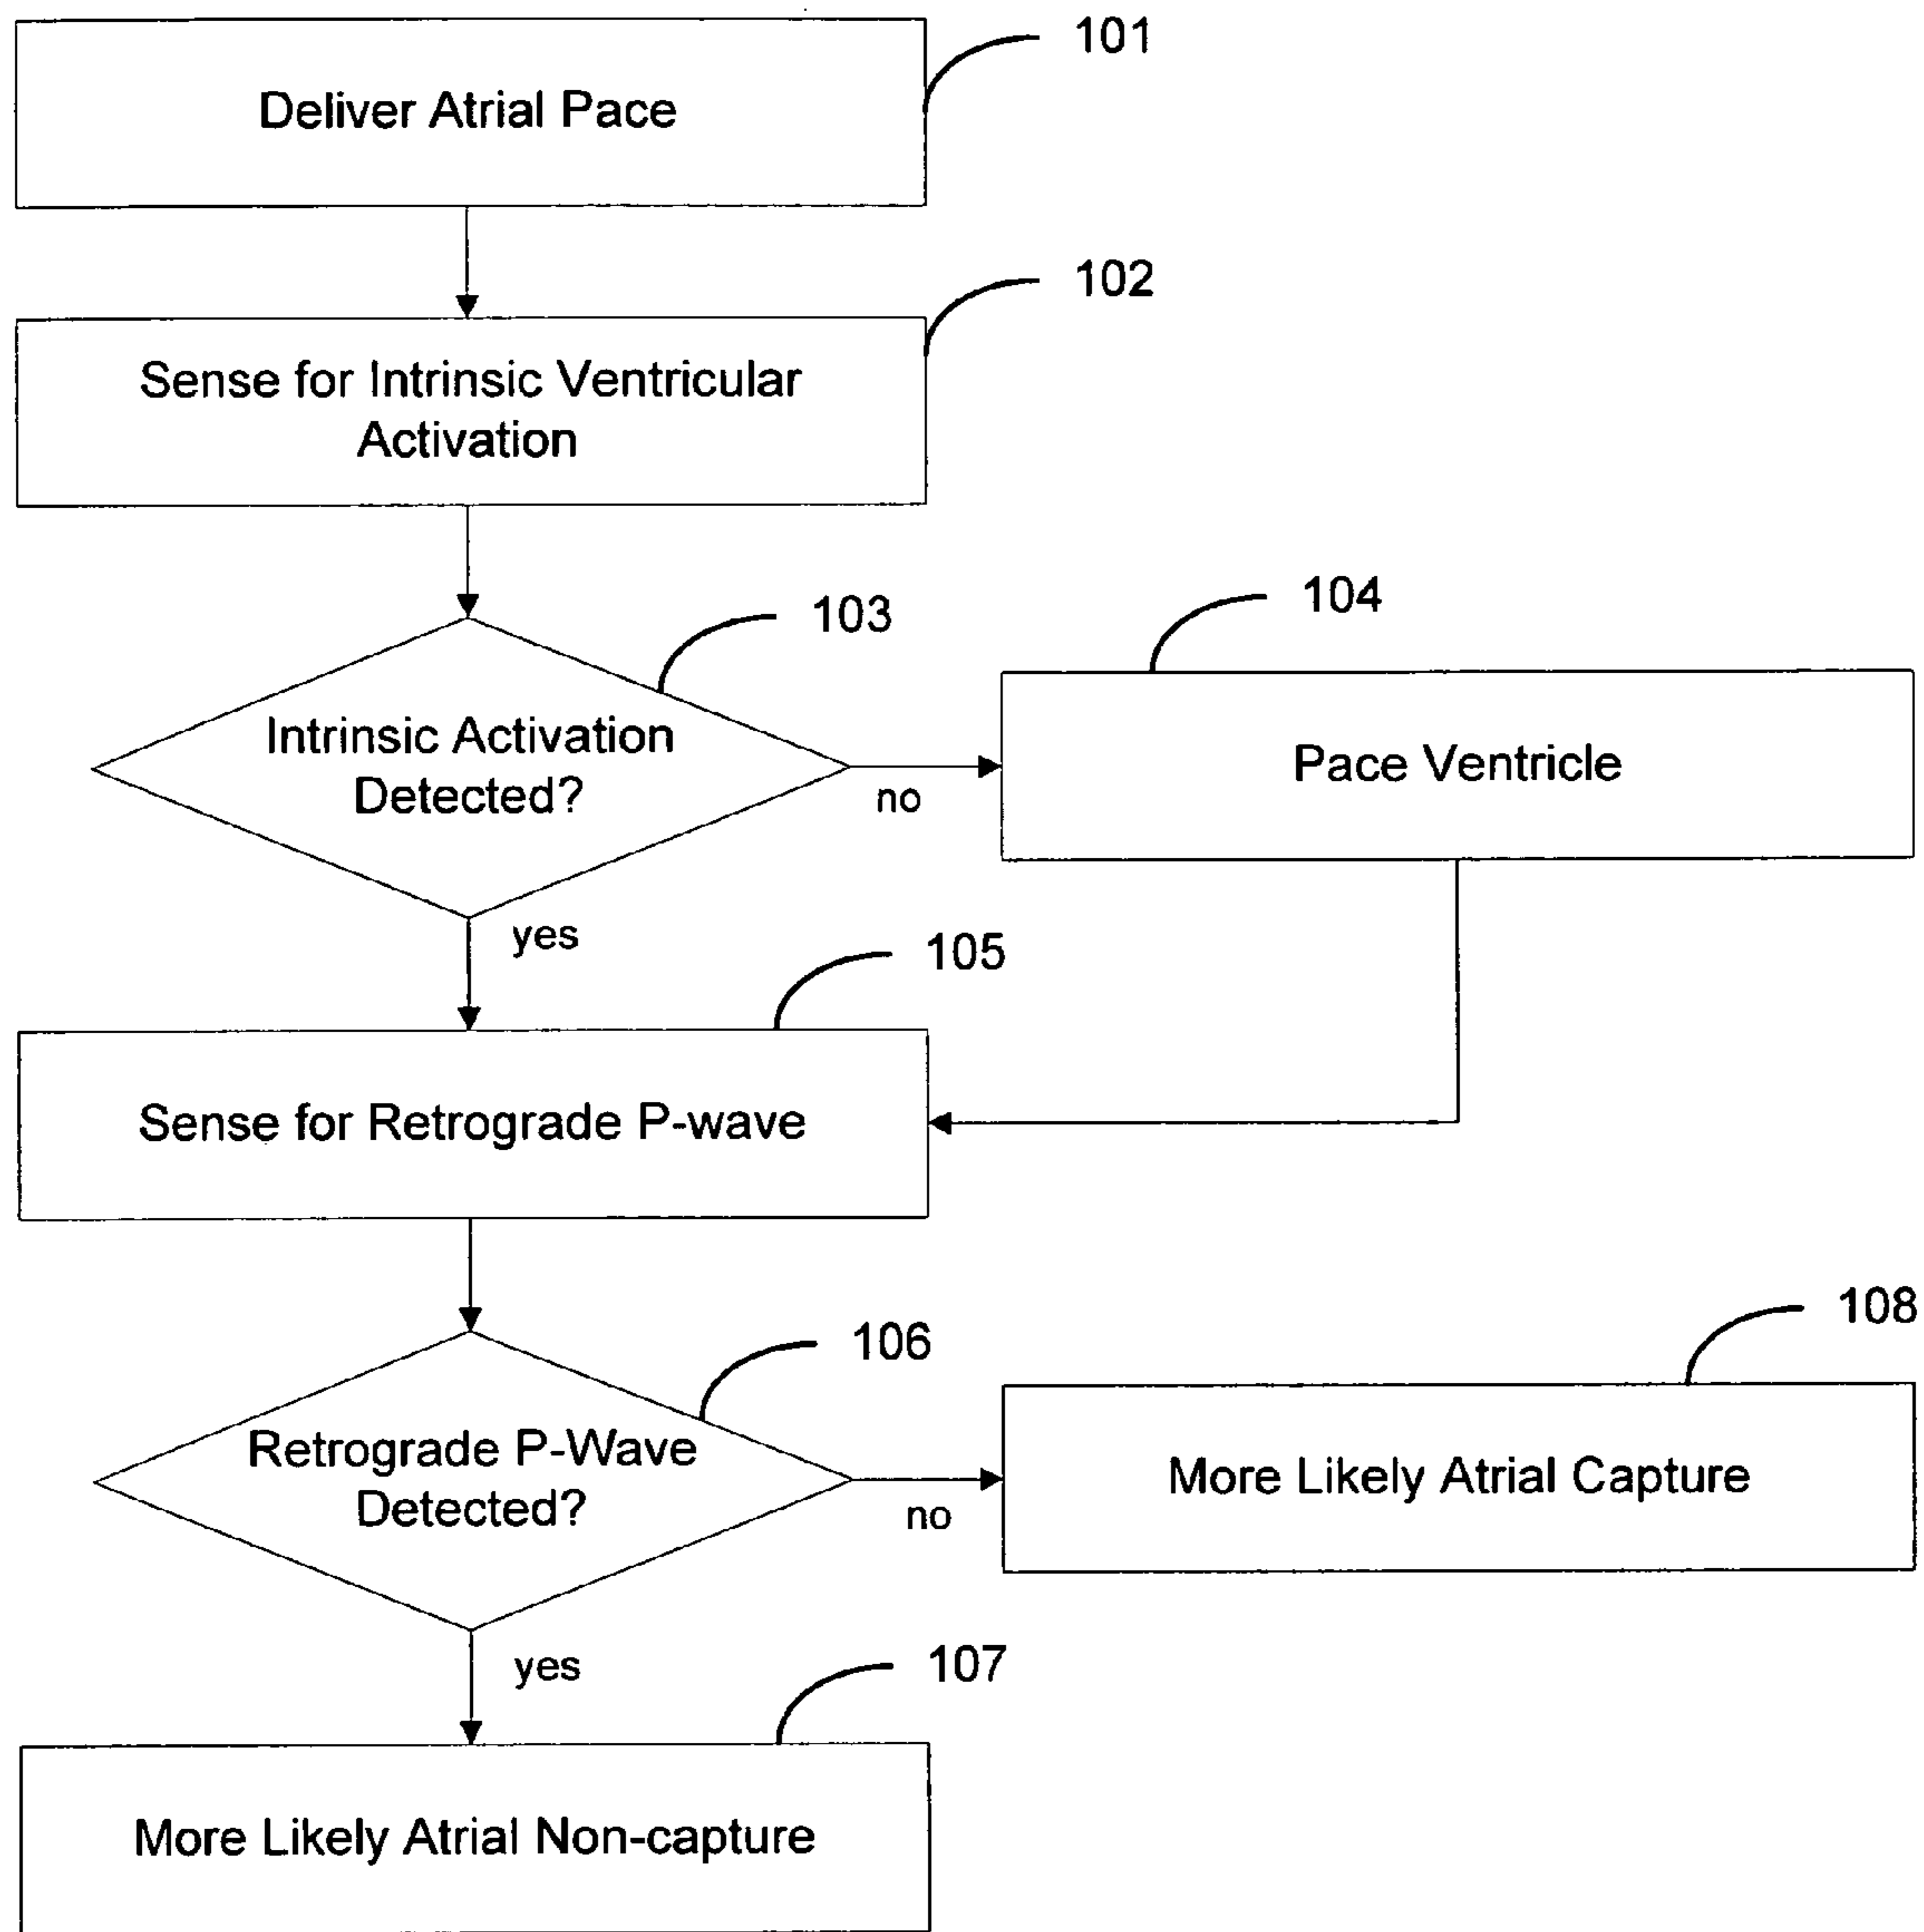 101
Deliver Atrial Pace
102
Sense for Intrinsic Ventricular
Activation
103
104
Intrinsic Activation
Detected?
no
Pace Ventricle
yes
105
Sense for Retrograde P-wave
106
108
Retrograde P-Wave
Detected?
no
More Likely Atrial Capture
yes
107
More Likely Atrial Non-capture